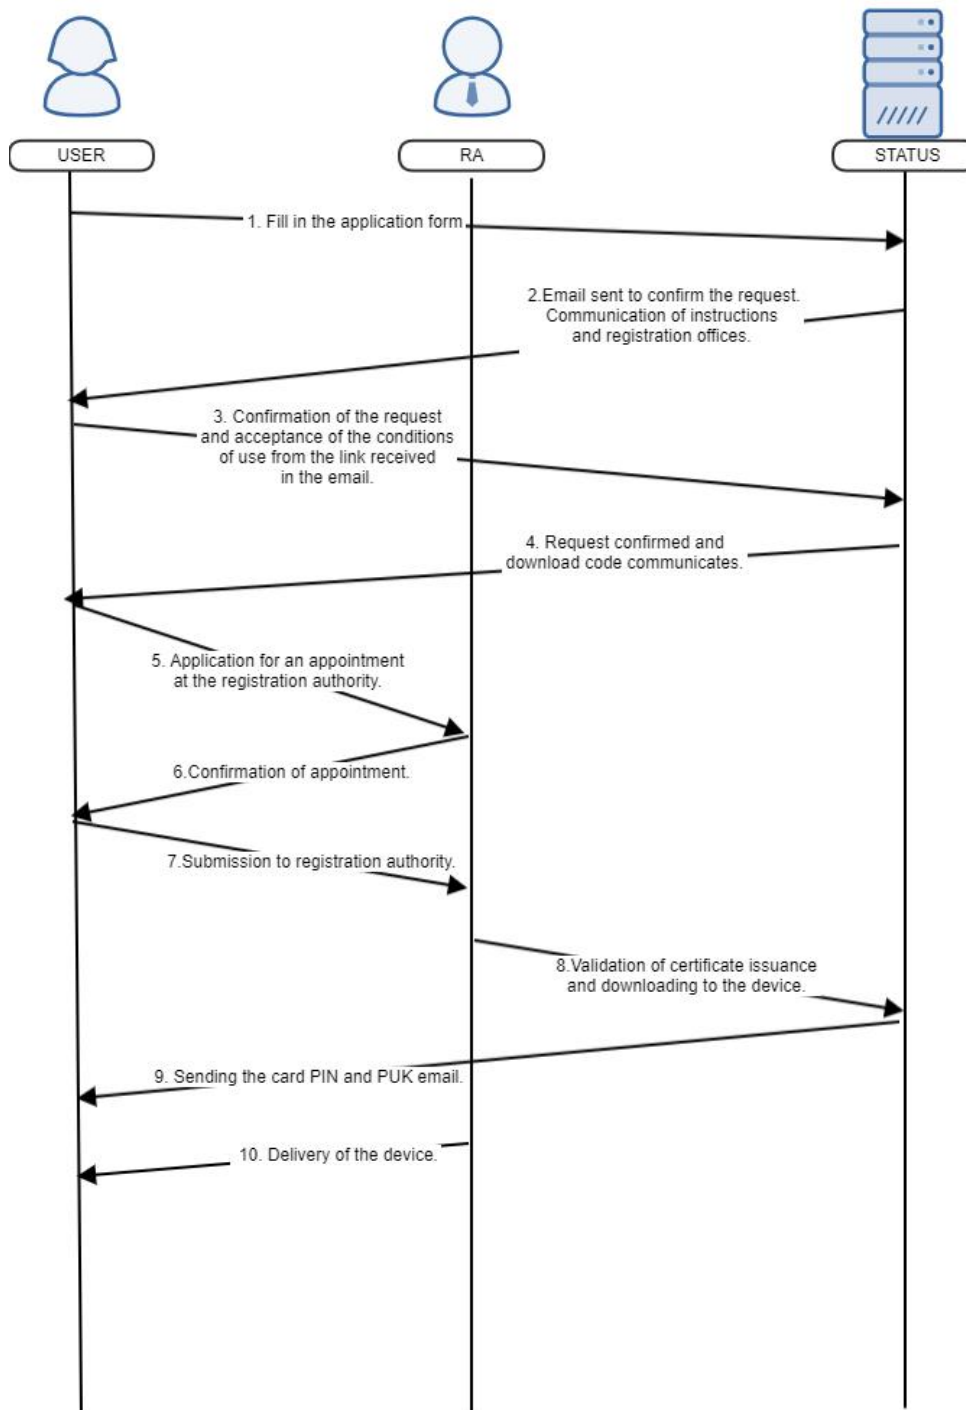 USER
RA
STATUS
1. Fill in the application form
2.Email sent to confirm the request.
Communication of instructions
and registration offices.
3. Confirmation of the request
and acceptance of the conditions
of use from the link received
in the email.
4. Request confirmed and
download code communicates.
5. Application for an appointment
at the registration authority.
6.Confirmation of appointment.
7.Submission to registration authority.
8.Validation of certificate issuance
and downloading to the device.
9. Sending the card PIN and PUK email.
10. Delivery of the device.